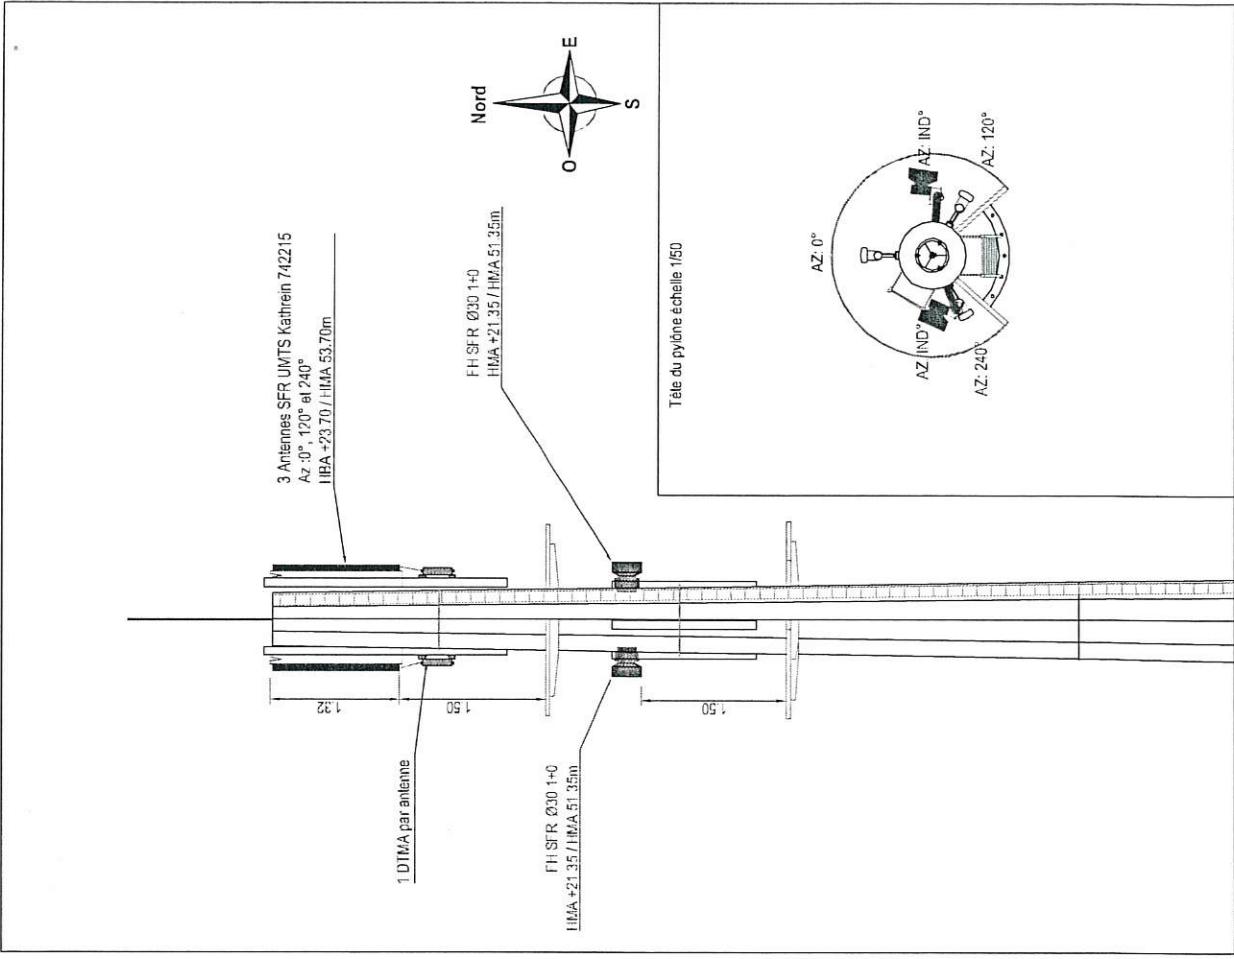 Nord
E
O
S
3 Antennes SFR UMTS Kathrein 742215
Az :0°, 120° et 240°
HBA +23.70 / HMA 53.70m
FH SFR Ø30 1+0
HMA +21.35 / HMA 51.35m
1.32
1.50
1 DTMA par antenne
FH SFR Ø30 1+0
HMA +21.35 / HMA 51.35m
1.50
Tête du pylône échelle 1/50
AZ: 0°
AZ: IND°
AZ: 120°
AZ: IND°
AZ: 240°